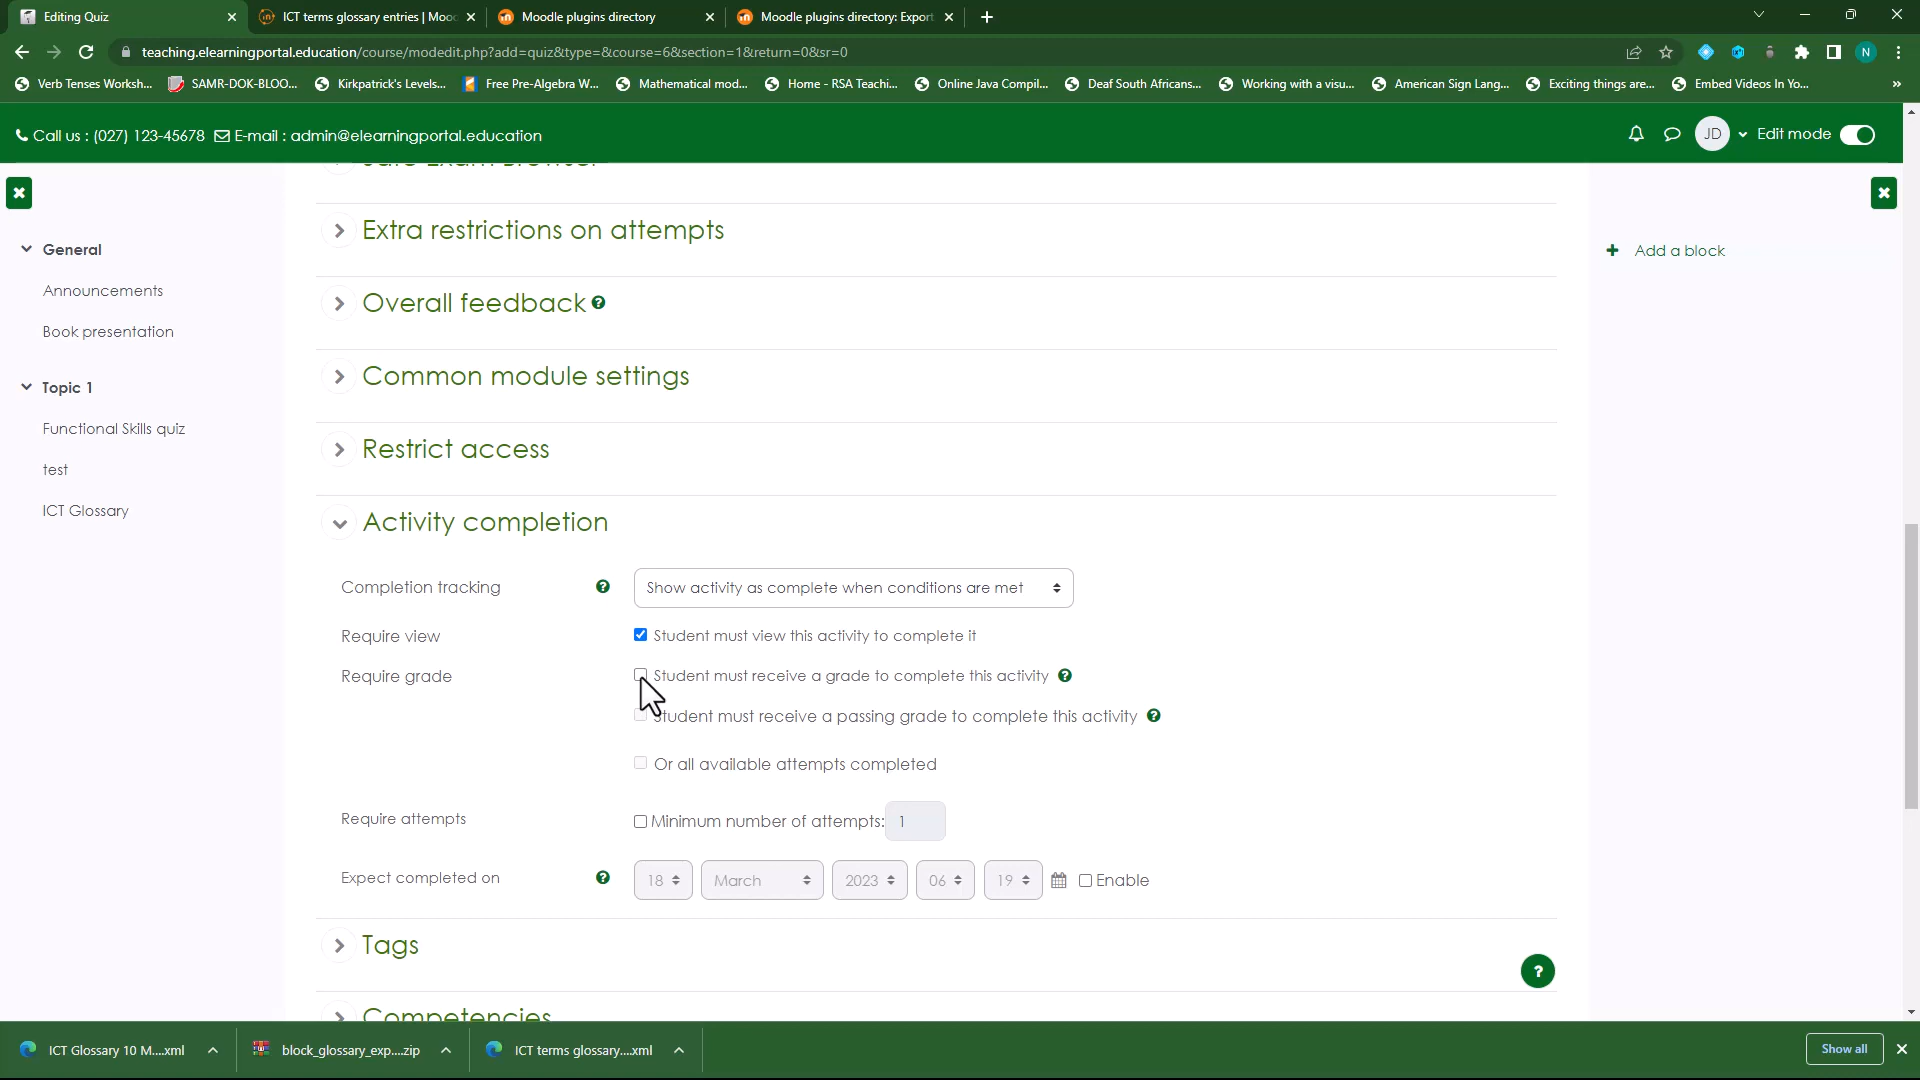 Editing Quiz
ICT terms glossary entries | Mooc
Moodle plugins directory
Moodle plugins directory: Export
teaching.elearningportal.education/course/modedit.php?add=quiz&type=&course=6&section=1&return=0&sr=0
N
Verb Tenses Worksh...
SAMR-DOK-BLOO...
Kirkpatrick's Levels...
Free Pre-Algebra W...
Mathematical mod...
Home - RSA Teachi...
Online Java Compil...
Deaf South Africans...
Working with a visu...
American Sign Lang...
Exciting things are...
Embed Videos In Yo...
»
Call us : (027) 123-45678
E-mail : admin@elearningportal.education
JD
Edit mode
General
Announcements
Book presentation
Topic 1
Functional Skills quiz
test
ICT Glossary
Safe Exam Browser
Extra restrictions on attempts
Overall feedback
Common module settings
Restrict access
Activity completion
Completion tracking
Show activity as complete when conditions are met
Require view
Student must view this activity to complete it
Require grade
Student must receive a grade to complete this activity
Student must receive a passing grade to complete this activity
Or all available attempts completed
Require attempts
Minimum number of attempts: 1
Expect completed on
18 March 2023 06 19
Enable
Tags
Competencies
+ Add a block
?
ICT Glossary 10 M....xml
block_glossary_exp....zip
ICT terms glossary....xml
Show all